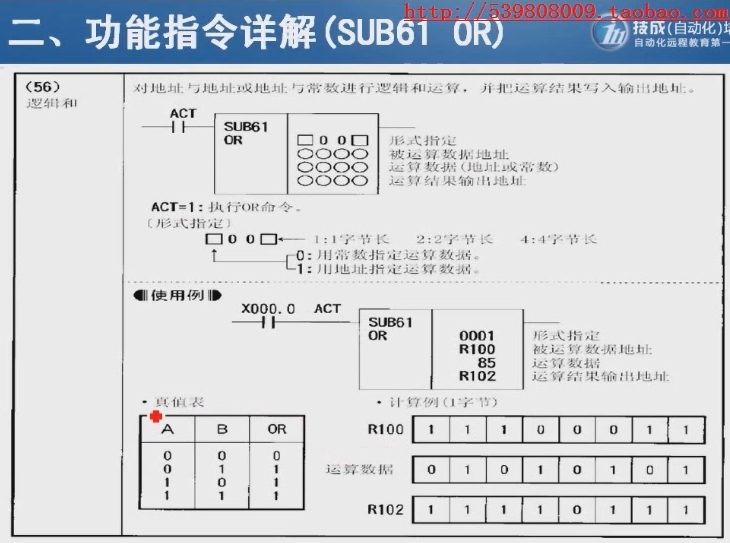 http://539808009.taobao.com
二、功能指令详解(SUB61 OR)
技成(自动化)培
自动化远程教育第一
(56)
逻辑和
对地址与地址或地址与常数进行逻辑和运算，并把运算结果写入输出地址。
ACT
SUB61
OR
□ 0 0 □ 形式指定
○○○○ 被运算数据地址
○○○○ 运算数据(地址或常数)
○○○○ 运算结果输出地址
ACT=1:执行OR命令。
(形式指定)
□ 0 0 □ 1:1字节长 2:2字节长 4:4字节长
0:用常数指定运算数据。
1:用地址指定运算数据。
使用例
X000.0 ACT
SUB61
OR
0001 形式指定
R100 被运算数据地址
85 运算数据
R102 运算结果输出地址
·真值表
A B OR
0 0 0
0 1 1
1 0 1
1 1 1
·计算例(1字节)
R100 1 1 1 0 0 0 1 1
运算数据 0 1 0 1 0 1 0 1
R102 1 1 1 1 0 1 1 1